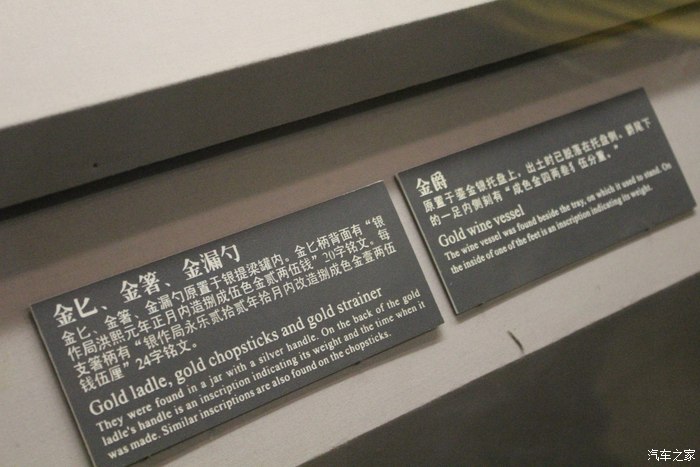 金匕、金箸、金漏勺
金匕、金箸、金漏勺原置于银提梁罐内。金匕柄背面有“银
作局洪熙元年正月内造捌成伍色金贰两伍钱”20字铭文。每
支箸柄有“银作局永乐贰拾贰年拾月内改造捌成色金壹两伍
钱伍厘”24字铭文。
Gold ladle, gold chopsticks and gold strainer
They were found in a jar with a silver handle. On the back of the gold
ladle's handle is an inscription indicating its weight and the time when it
was made. Similar inscriptions are also found on the chopsticks.
金爵
原置于鎏金银托盘上，出土时已脱落在托盘侧。爵尾下
的一足内侧刻有“成色金四两叁钅伍分重。”
Gold wine vessel
The wine vessel was found beside the tray, on which it used to stand. On
the inside of one of the feet is an inscription indicating its weight.
汽车之家